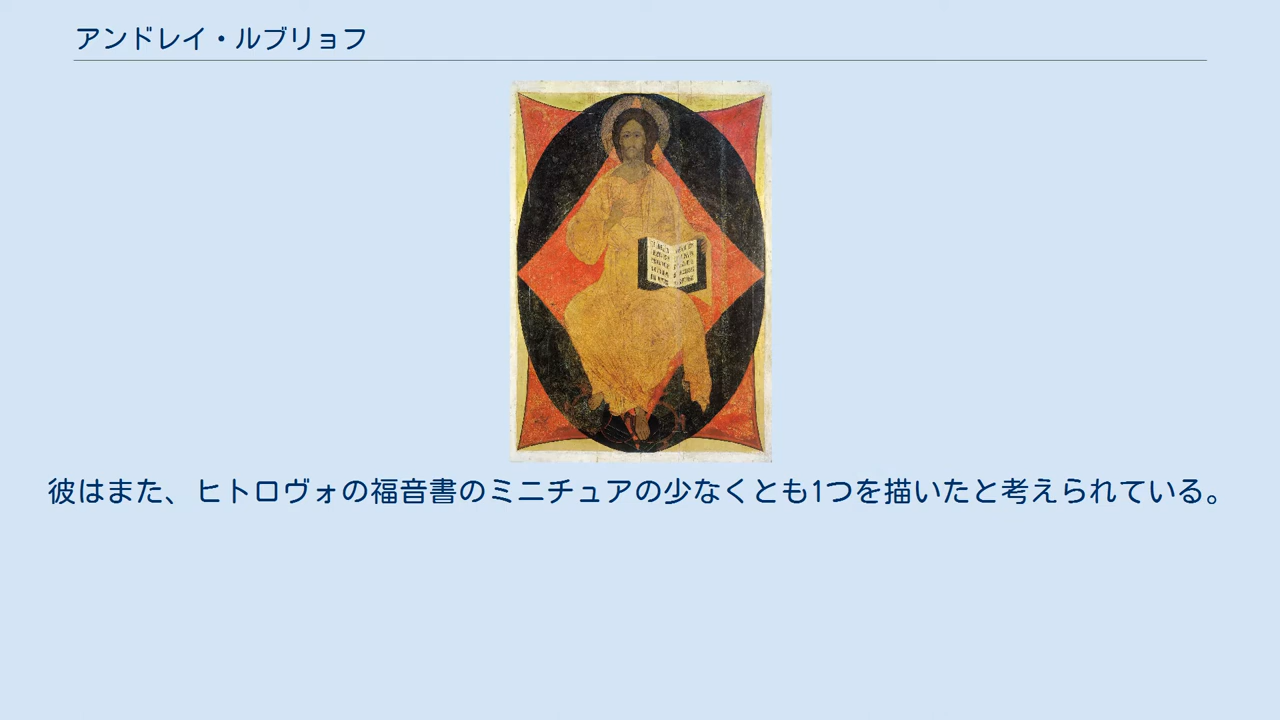 アンドレイ・ルブリョフ
彼はまた、ヒトロヴォの福音書のミニチュアの少なくとも1つを描いたと考えられている。